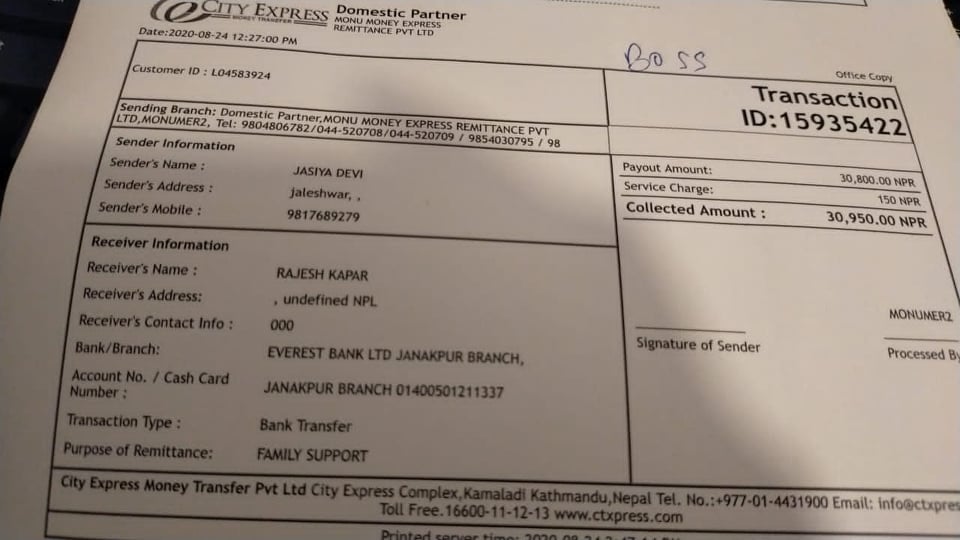 CITY EXPRESS
MONEY TRANSFER
Domestic Partner
MONU MONEY EXPRESS
REMITTANCE PVT LTD
Date:2020-08-24 12:27:00 PM
BOSS
Office Copy
Customer ID : L04583924
Transaction
ID:15935422
Sending Branch: Domestic Partner,MONU MONEY EXPRESS REMITTANCE PVT
LTD,MONUMER2, Tel: 9804806782/044-520708/044-520709 / 9854030795 / 98
Sender Information
Sender's Name : JASIYA DEVI
Sender's Address : jaleshwar, ,
Sender's Mobile : 9817689279
Payout Amount: 30,800.00 NPR
Service Charge: 150 NPR
Collected Amount : 30,950.00 NPR
Receiver Information
Receiver's Name : RAJESH KAPAR
Receiver's Address: , undefined NPL
Receiver's Contact Info : 000
Bank/Branch: EVEREST BANK LTD JANAKPUR BRANCH,
Account No. / Cash Card
Number : JANAKPUR BRANCH 01400501211337
Transaction Type : Bank Transfer
Purpose of Remittance: FAMILY SUPPORT
MONUMER2
Signature of Sender
Processed By
City Express Money Transfer Pvt Ltd City Express Complex,Kamaladi Kathmandu,Nepal Tel. No.:+977-01-4431900 Email: info@ctxpres
Toll Free.16600-11-12-13 www.ctxpress.com
Printed server time: 2020-08-24